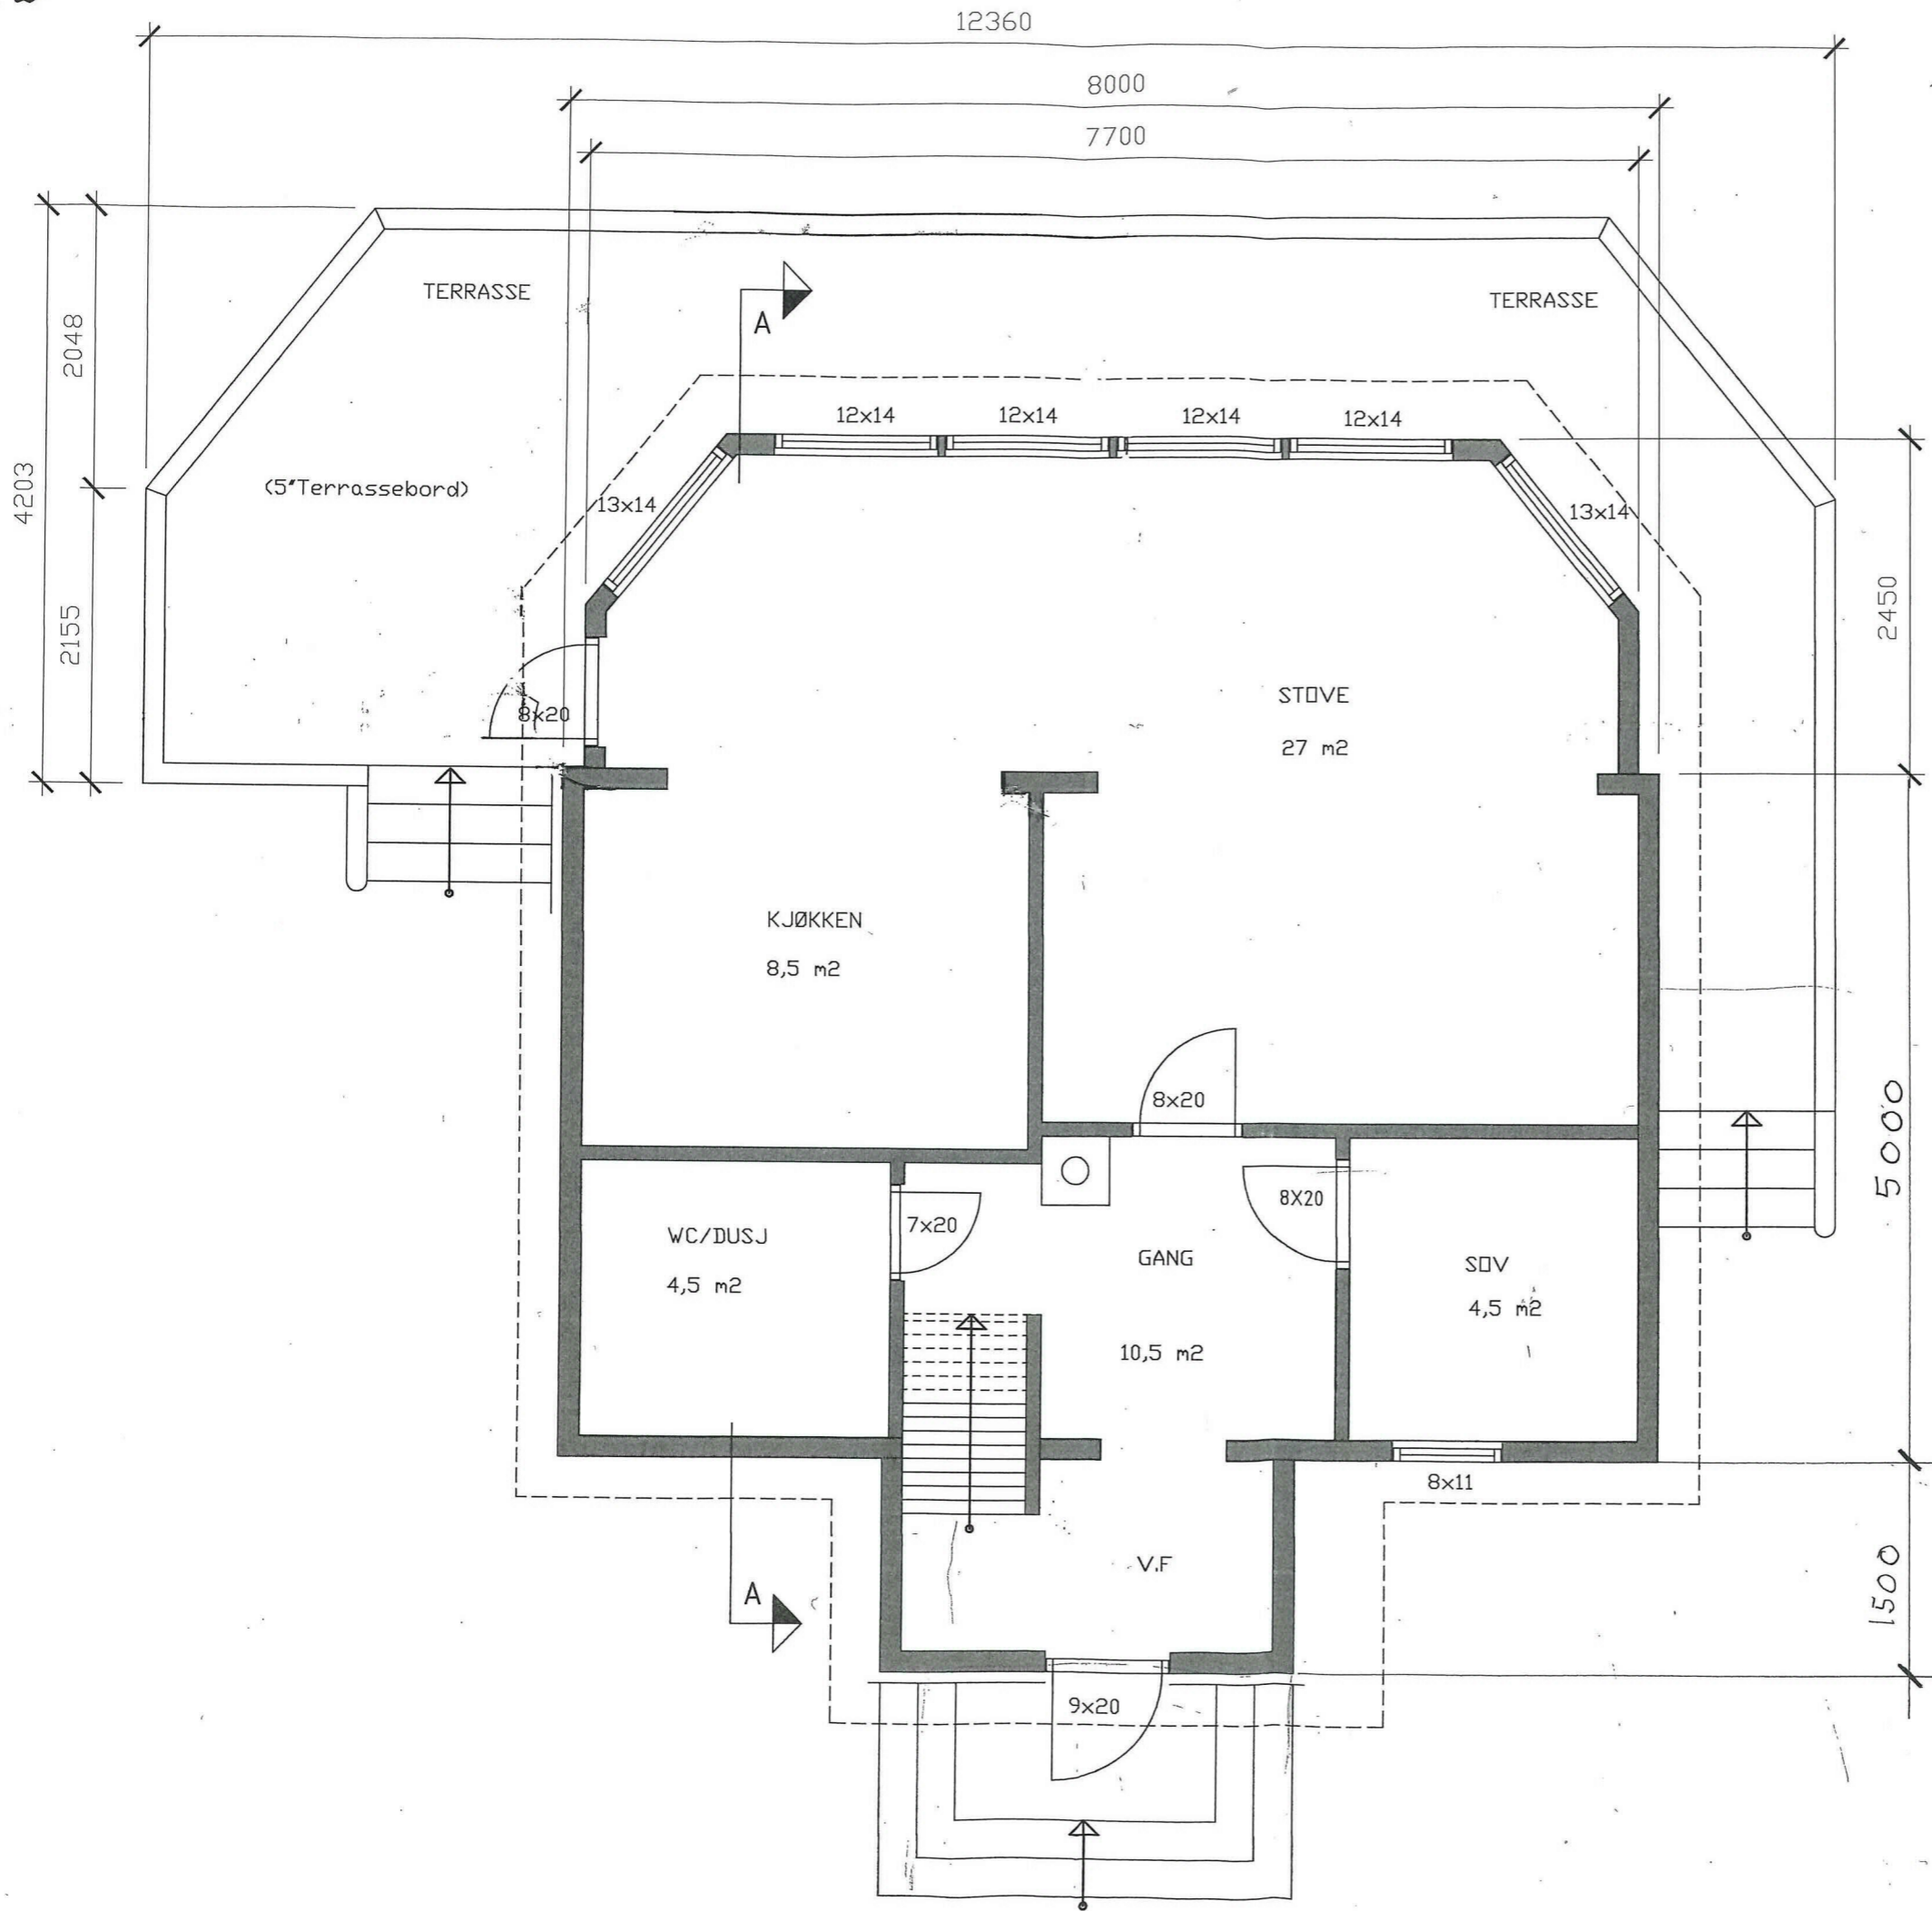 12360
8000
7700
TERRASSE
TERRASSE
A
2048
4203
2155
2450
12x14
12x14
12x14
12x14
(5"Terrassebord)
13x14
13x14
8x20
STOVE
27 m2
KJØKKEN
8,5 m2
8x20
5000
WC/DUSJ
4,5 m2
7x20
GANG
10,5 m2
8X20
SOV
4,5 m2
8x11
V.F
A
1500
9x20